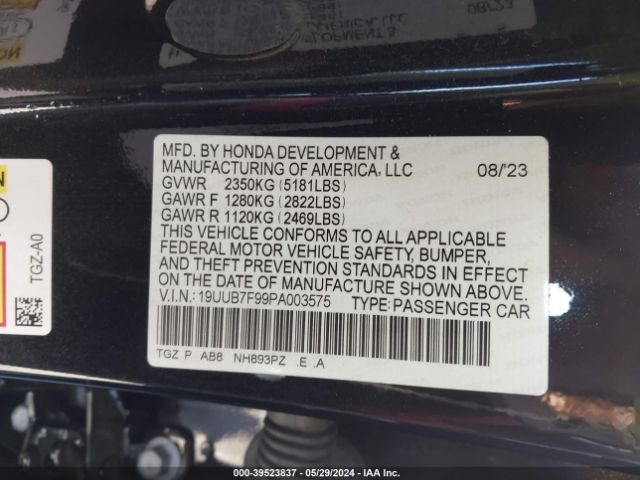 08/'23
MFD. BY HONDA DEVELOPMENT &
MANUFACTURING OF AMERICA, LLC 08/'23
GVWR 2350KG (5181LBS)
GAWR F 1280KG (2822LBS)
GAWR R 1120KG (2469LBS)
THIS VEHICLE CONFORMS TO ALL APPLICABLE
FEDERAL MOTOR VEHICLE SAFETY, BUMPER,
AND THEFT PREVENTION STANDARDS IN EFFECT
ON THE DATE OF MANUFACTURE SHOWN ABOVE.
V.I.N.: 19UUB7F99PA003575 TYPE: PASSENGER CAR
TGZ P AB8 NH893PZ .E .A
TGZ-A0
000-39523837 - 05/29/2024 - IAA Inc.